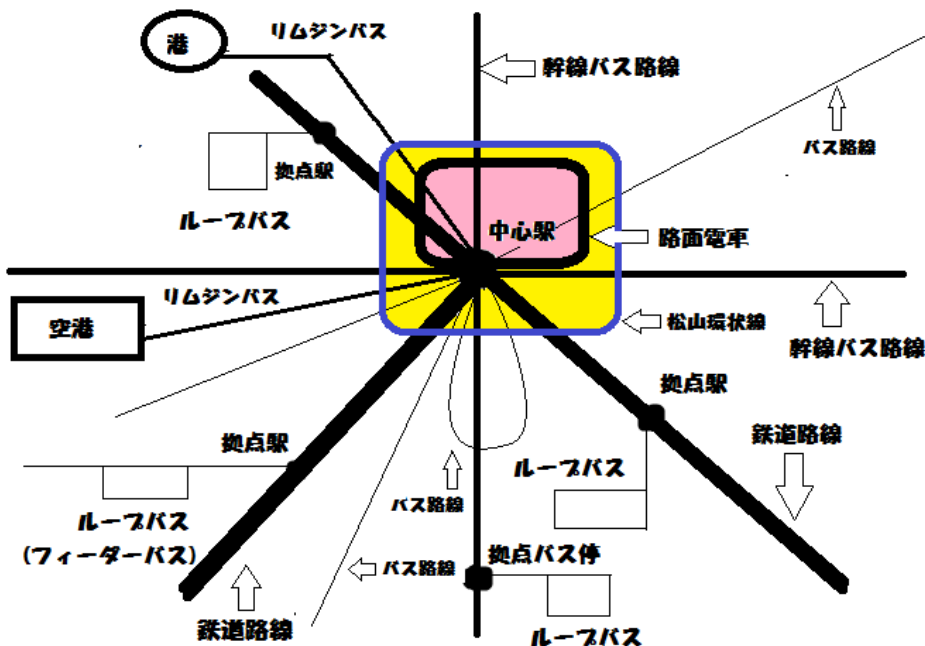 港
リムジンバス
幹線バス路線
バス路線
拠点駅
ループバス
中心駅
路面電車
リムジンバス
空港
松山環状線
幹線バス路線
拠点駅
鉄道路線
拠点駅
ループバス
バス路線
ループバス
(フィーダーバス)
拠点バス停
バス路線
鉄道路線
ループバス